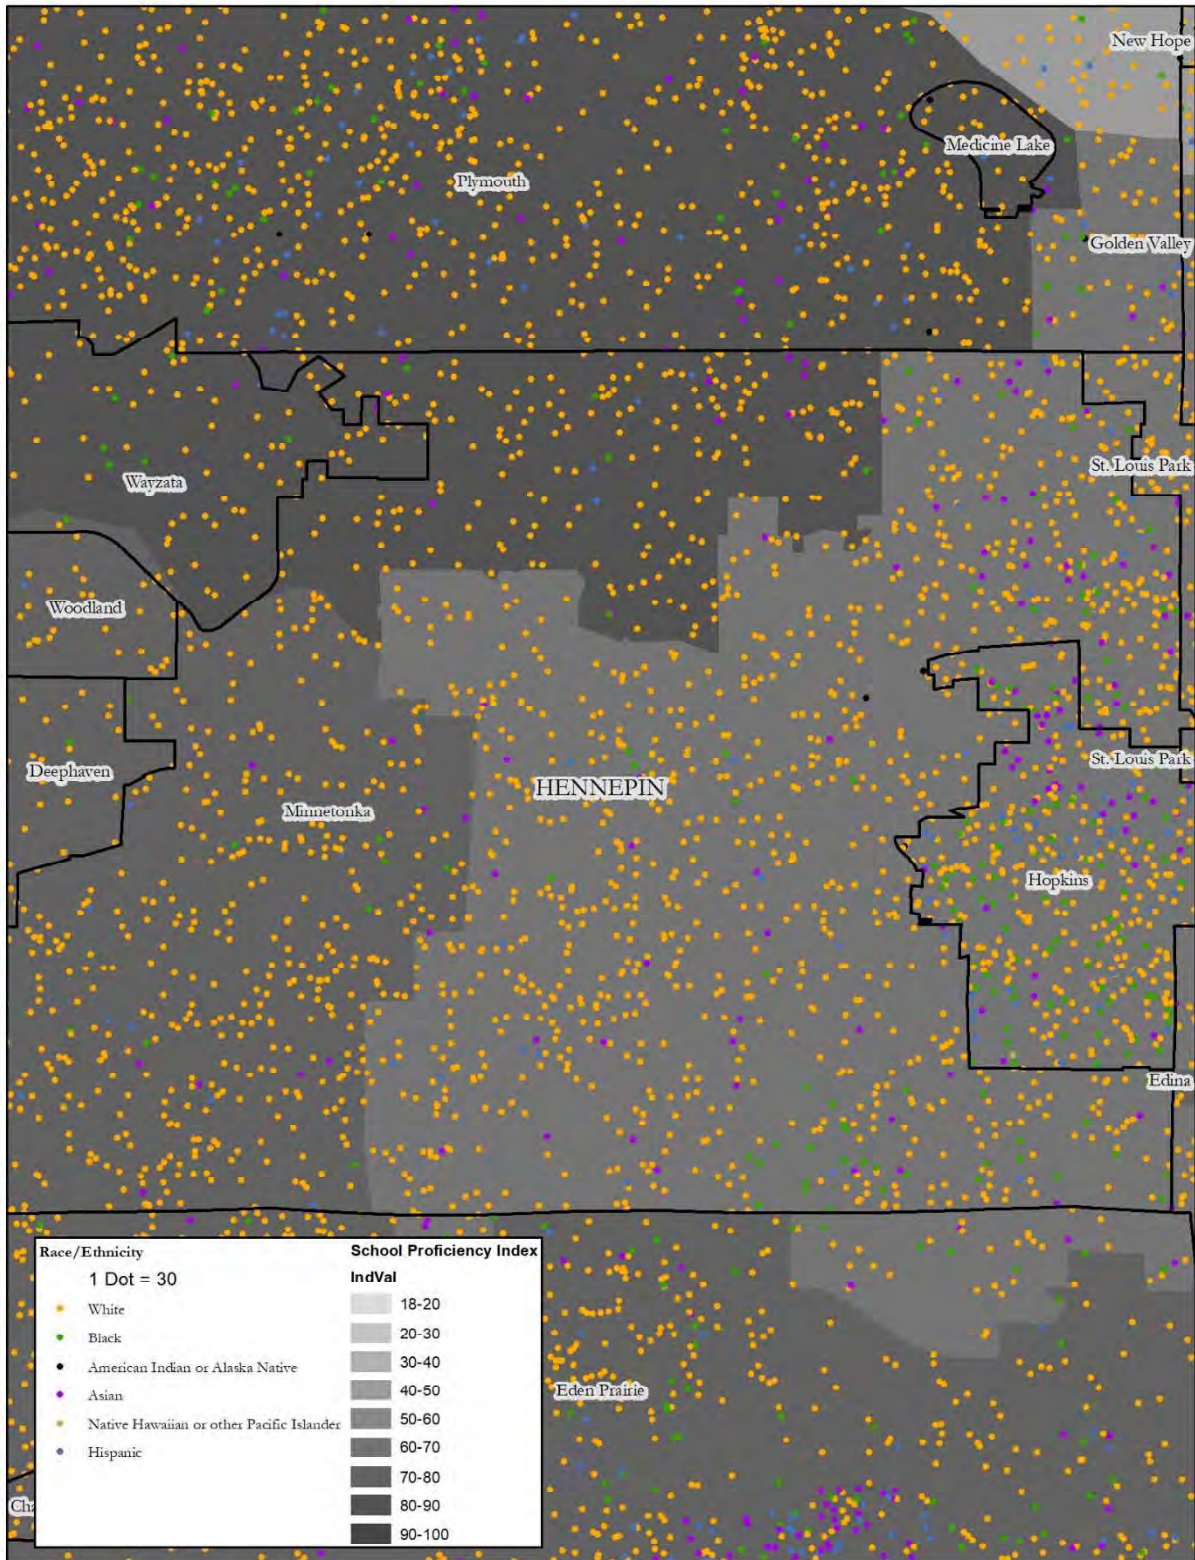 New Hope
Medicine Lake
Plymouth
Golden Valley
St. Louis Park
Wayzata
Woodland
St. Louis Park
Deephaven
HENNEPIN
Minnetonka
Hopkins
Edina
Race/Ethnicity
1 Dot = 30
White
Black
American Indian or Alaska Native
Asian
Native Hawaiian or other Pacific Islander
Hispanic
School Proficiency Index
IndVal
18-20
20-30
30-40
40-50
50-60
60-70
70-80
80-90
90-100
Eden Prairie
Cha